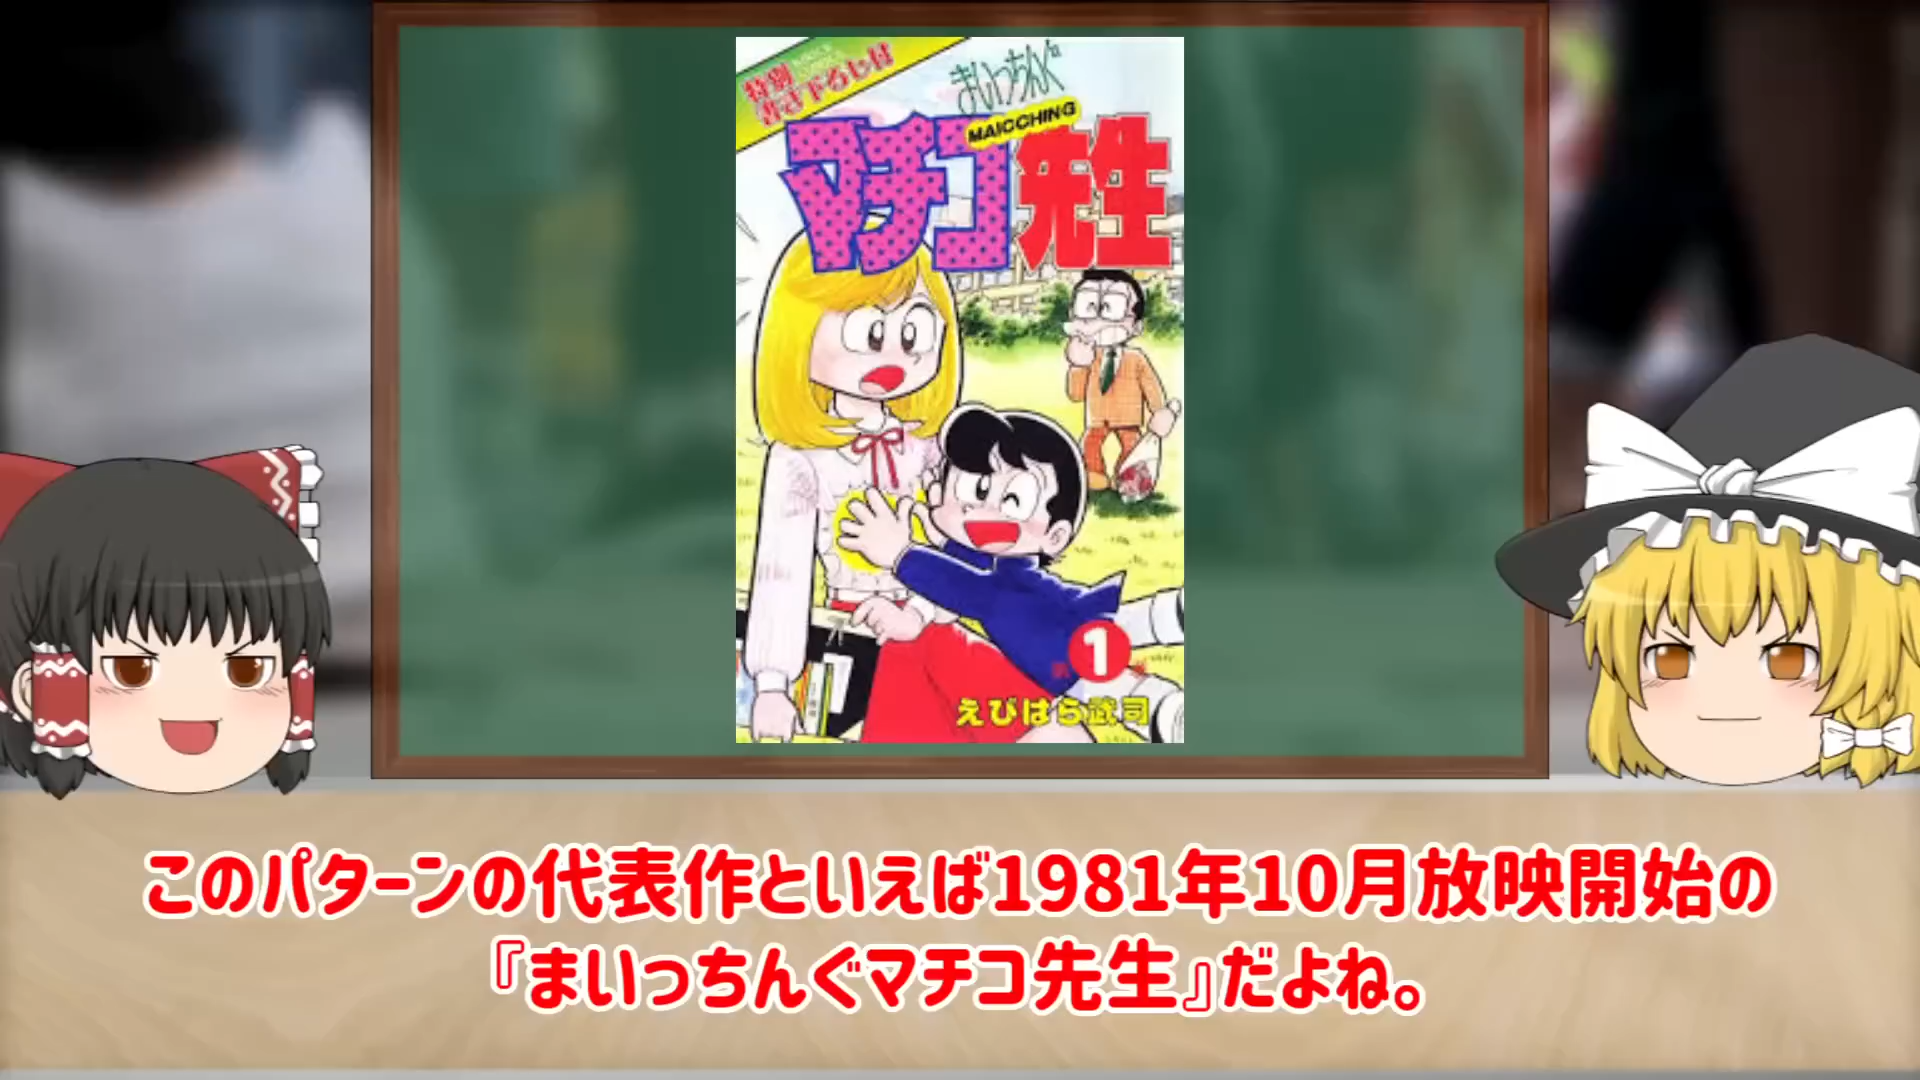 特別
書き下ろし付
まいっちんぐ
MAICCHING
マチコ先生
1
えびはら武司
このパターンの代表作といえば1981年10月放映開始の
『まいっちんぐマチコ先生』だよね。